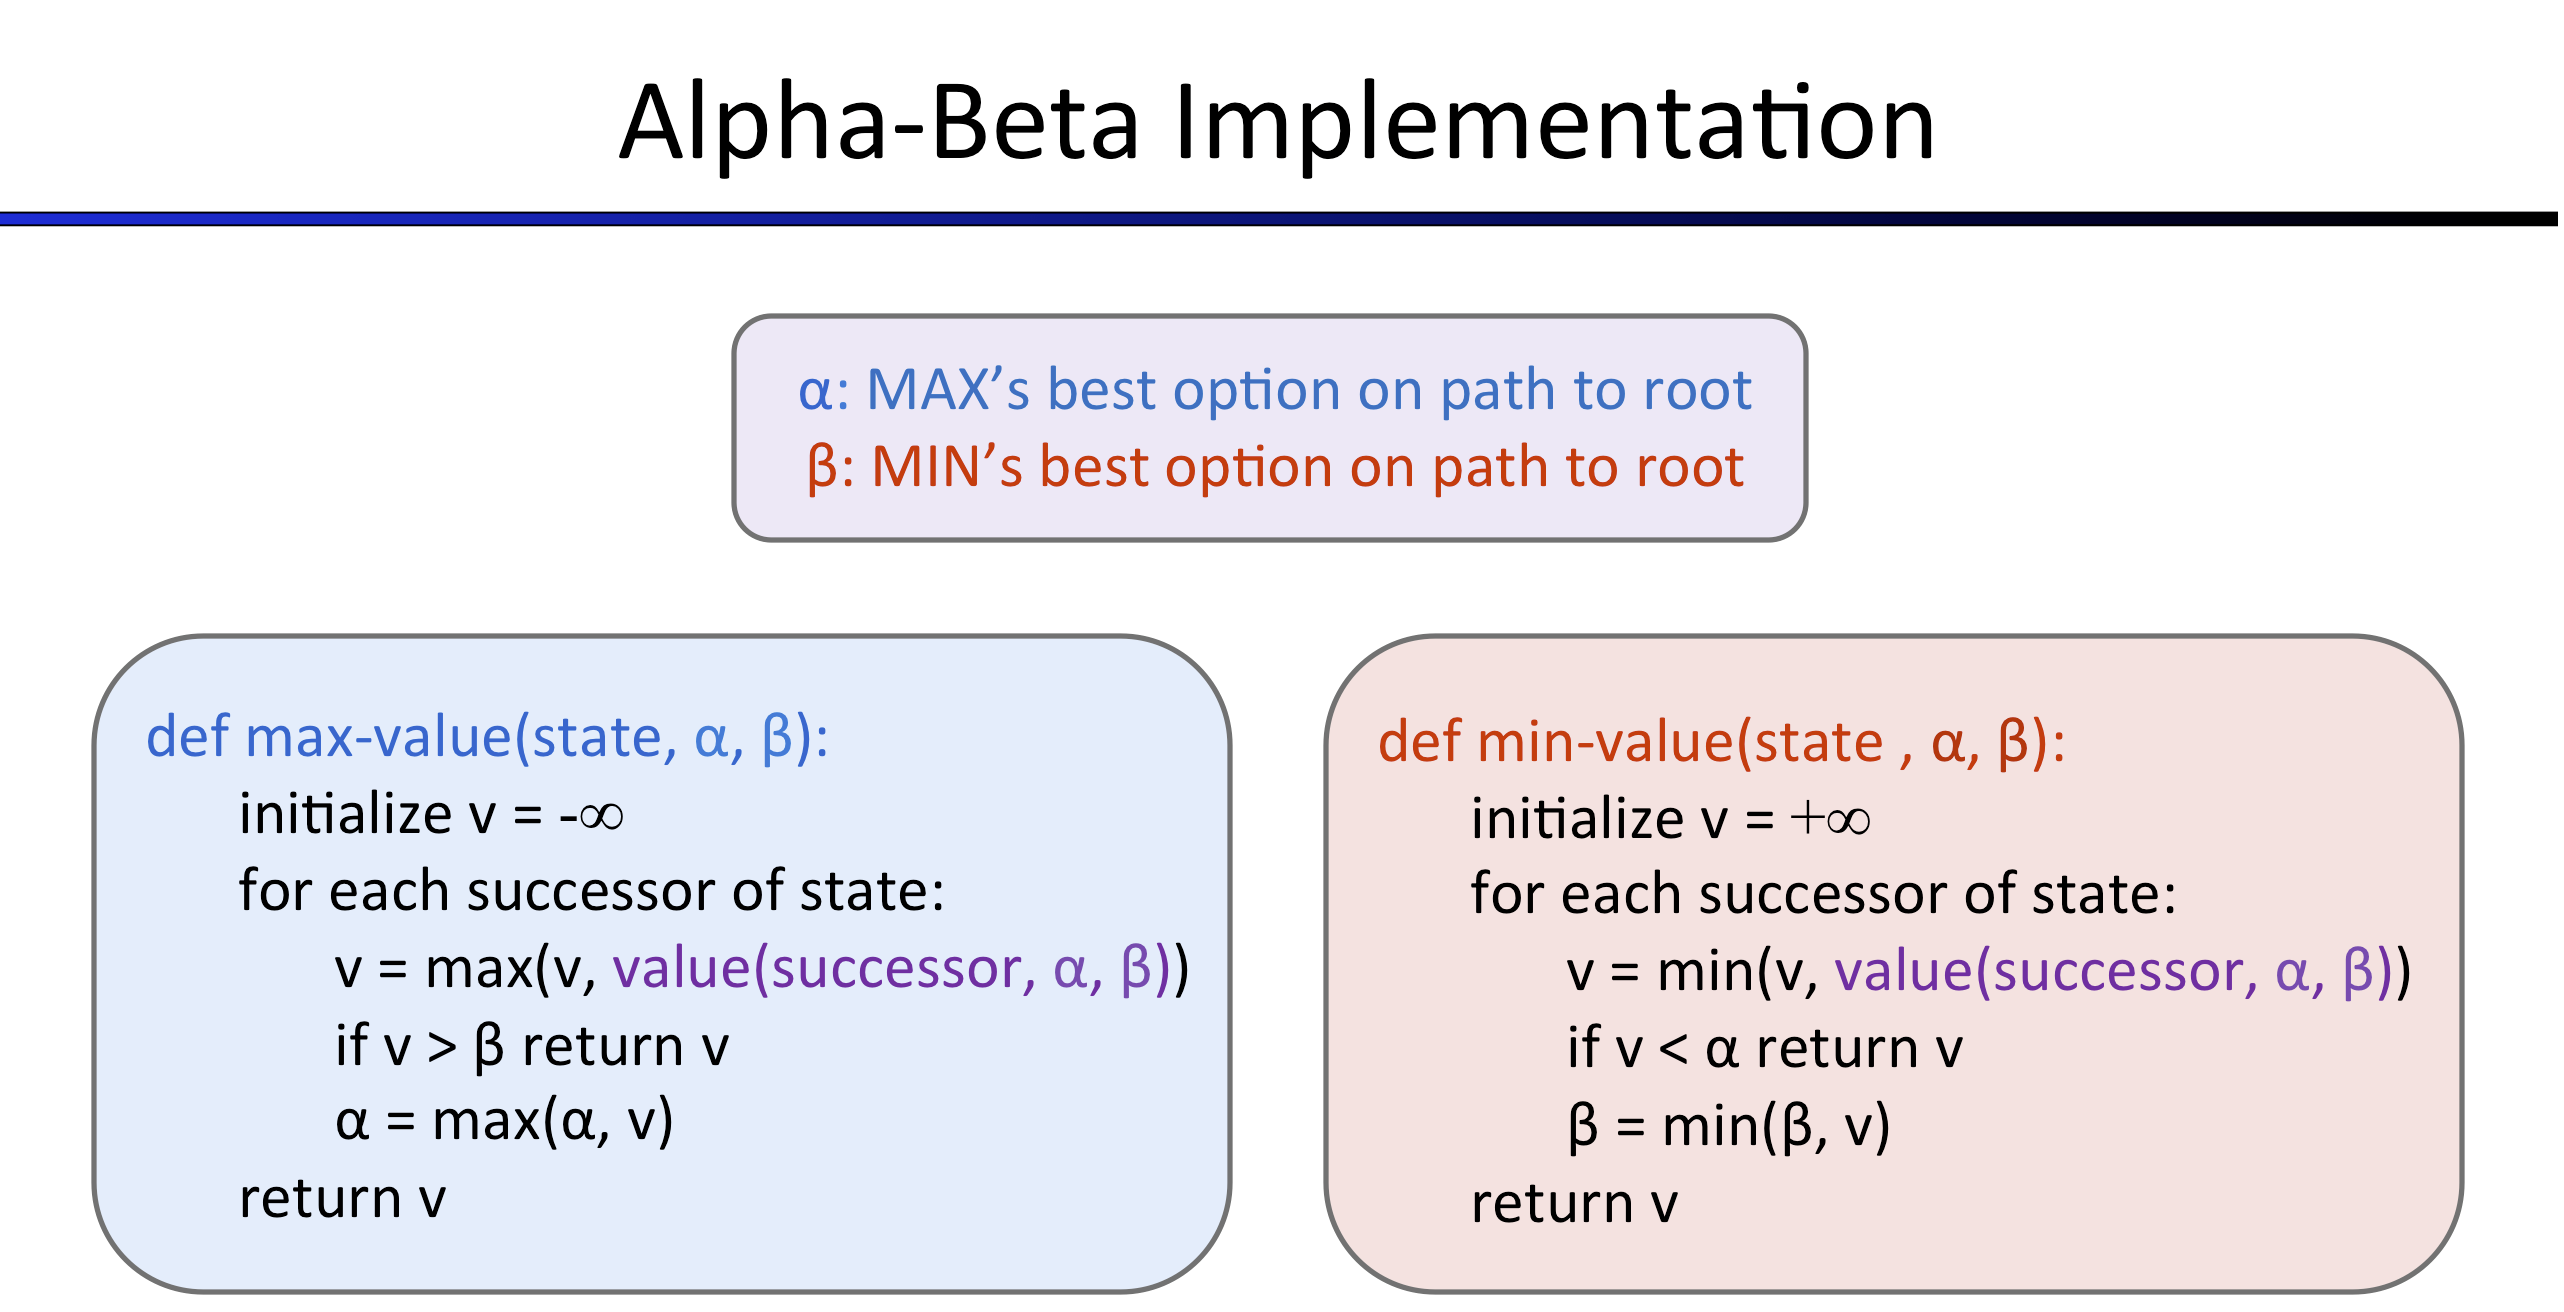 Alpha-Beta Implementation
α: MAX’s best option on path to root
β: MIN’s best option on path to root
def max-value(state, α, β):
initialize v = -∞
for each successor of state:
v = max(v, value(successor, α, β))
if v > β return v
α = max(α, v)
return v
def min-value(state , α, β):
initialize v = +∞
for each successor of state:
v = min(v, value(successor, α, β))
if v < α return v
β = min(β, v)
return v